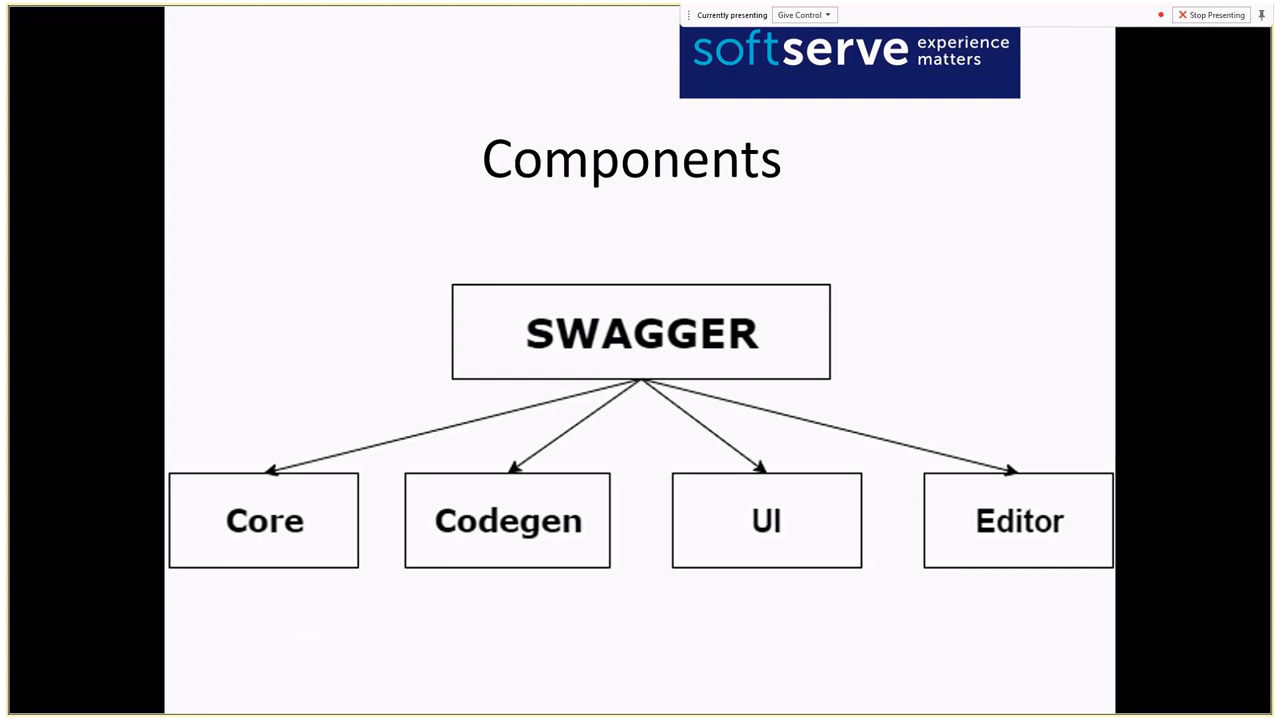 Currently presenting
Give Control
Stop Presenting
softserve experience matters
Components
SWAGGER
Core
Codegen
UI
Editor